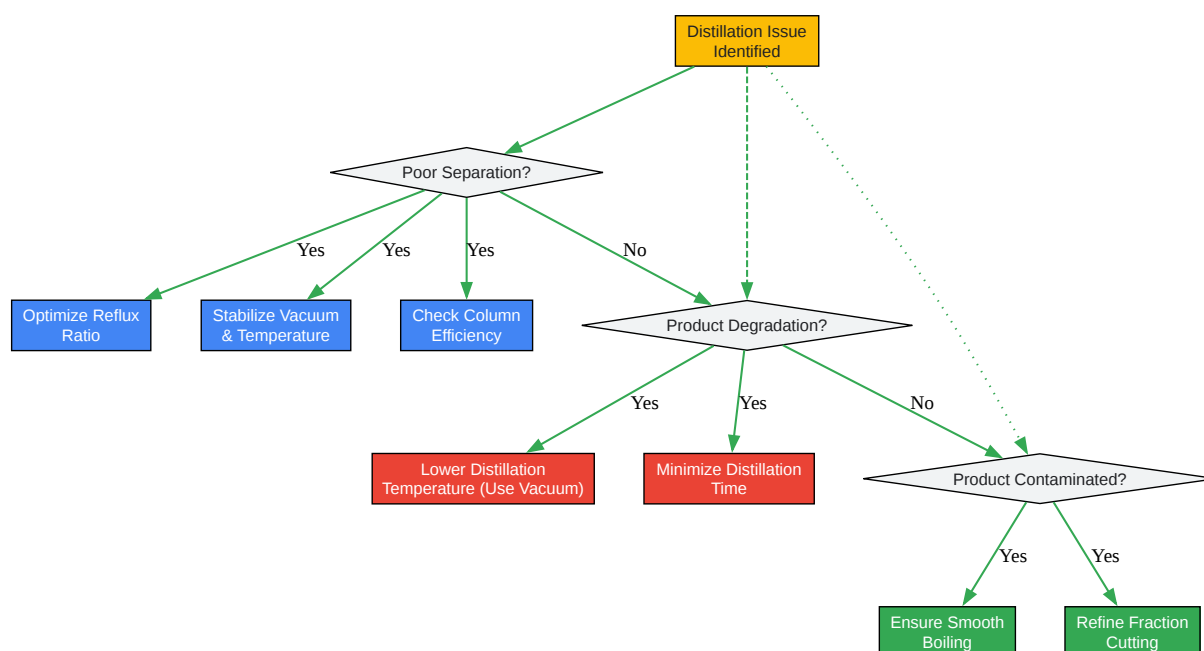 Distillation Issue
Identified
Poor Separation?
Yes
Yes
Yes
No
Optimize Reflux
Ratio
Stabilize Vacuum
& Temperature
Check Column
Efficiency
Product Degradation?
Yes
Yes
No
Lower Distillation
Temperature (Use Vacuum)
Minimize Distillation
Time
Product Contaminated?
Yes
Yes
Ensure Smooth
Boiling
Refine Fraction
Cutting